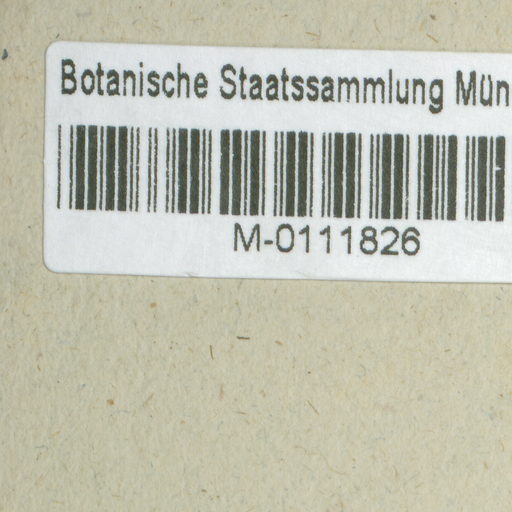 Botanische Staatssammlung Mün
M-0111826